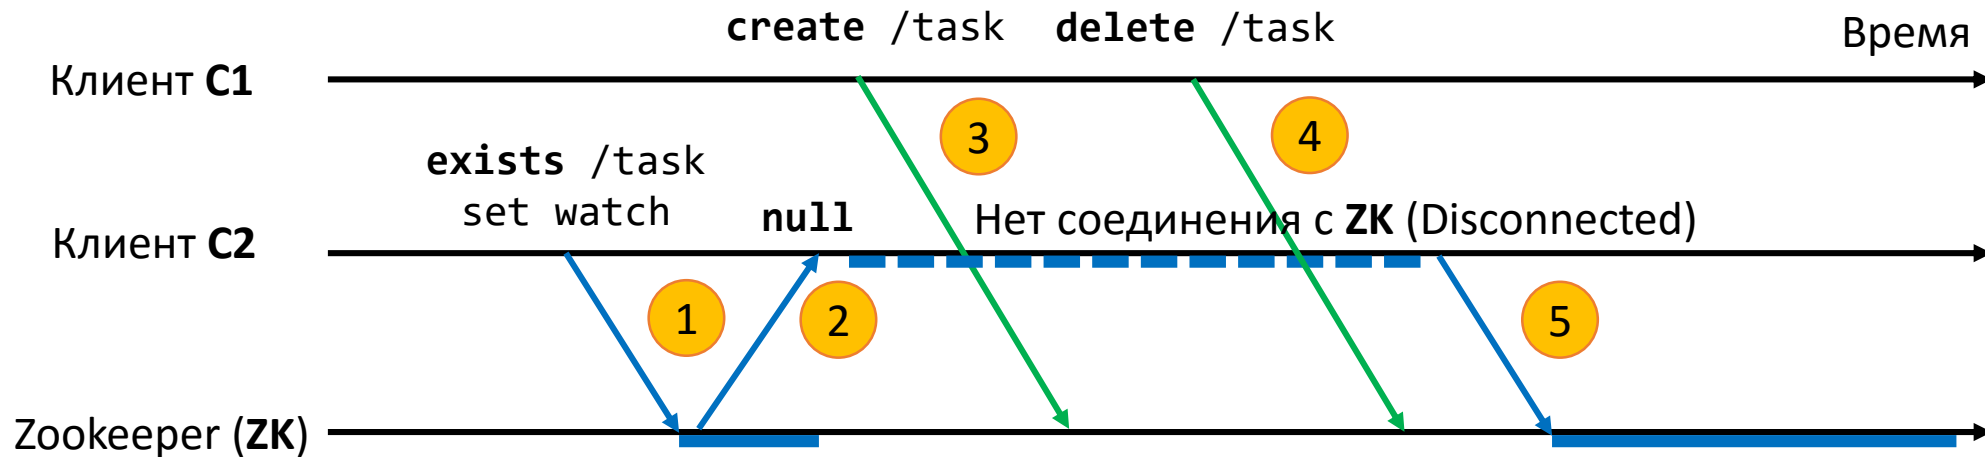 create /task delete /task
Время
Клиент C1
3
4
exists /task
set watch
null
Нет соединения с ZK (Disconnected)
Клиент C2
1
2
5
Zookeeper (ZK)